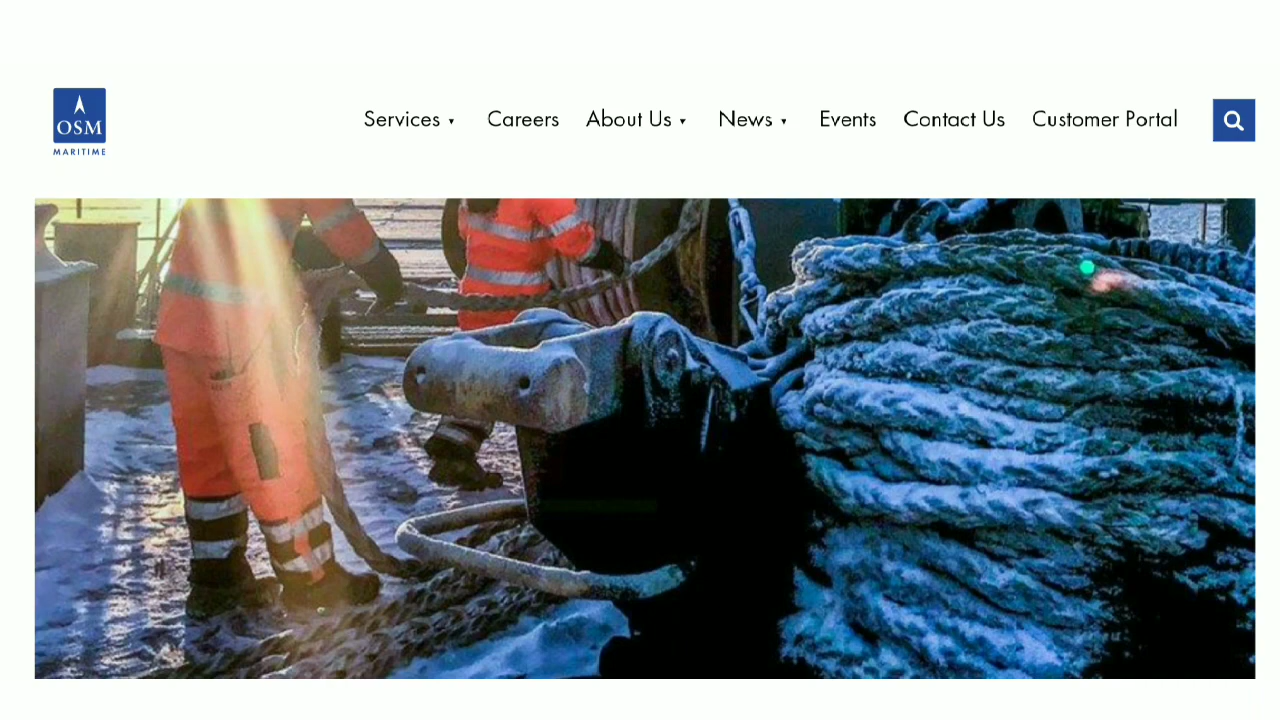 OSM
MARITIME
Services ▾ Careers About Us ▾ News ▾ Events Contact Us Customer Portal